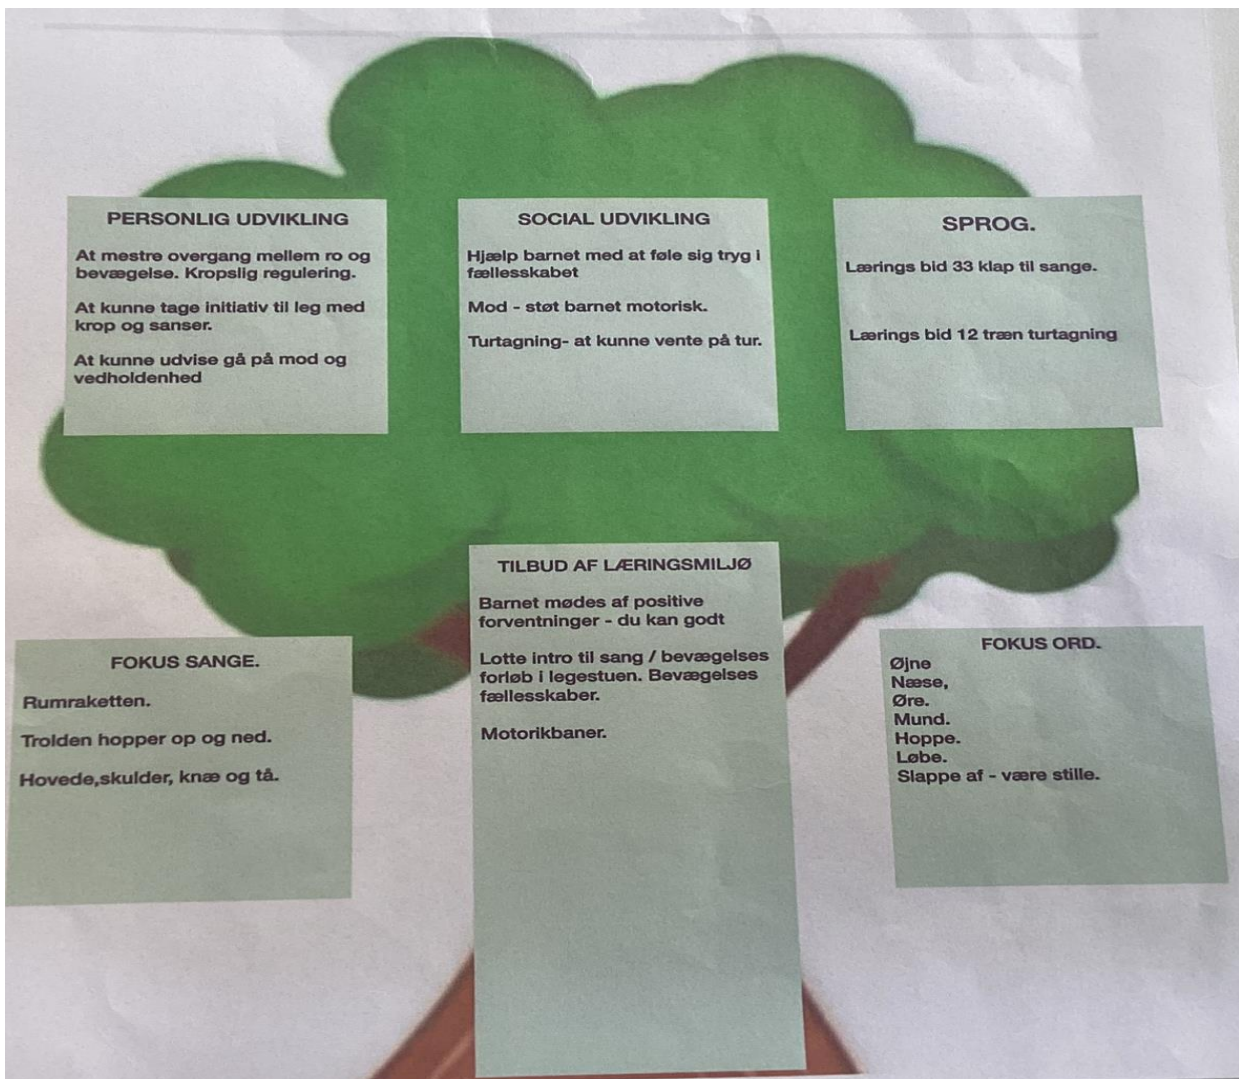 PERSONLIG UDVIKLING
At mestre overgang mellem ro og
bevægelse. Kropslig regulering.
At kunne tage initiativ til leg med
krop og sanser.
At kunne udvise gå på mod og
vedholdenhed
SOCIAL UDVIKLING
Hjælp barnet med at føle sig tryg i
fællesskabet
Mod - støt barnet motorisk.
Turtagning- at kunne vente på tur.
SPROG.
Lærings bid 33 klap til sange.
Lærings bid 12 træn turtagning
FOKUS SANGE.
Rumraketten.
Trolden hopper op og ned.
Hovede,skulder, knæ og tå.
TILBUD AF LÆRINGSMILJØ
Barnet mødes af positive
forventninger - du kan godt
Lotte intro til sang / bevægelses
forløb i legestuen. Bevægelses
fællesskaber.
Motorikbaner.
FOKUS ORD.
Øjne
Næse,
Øre.
Mund.
Hoppe.
Løbe.
Slappe af - være stille.